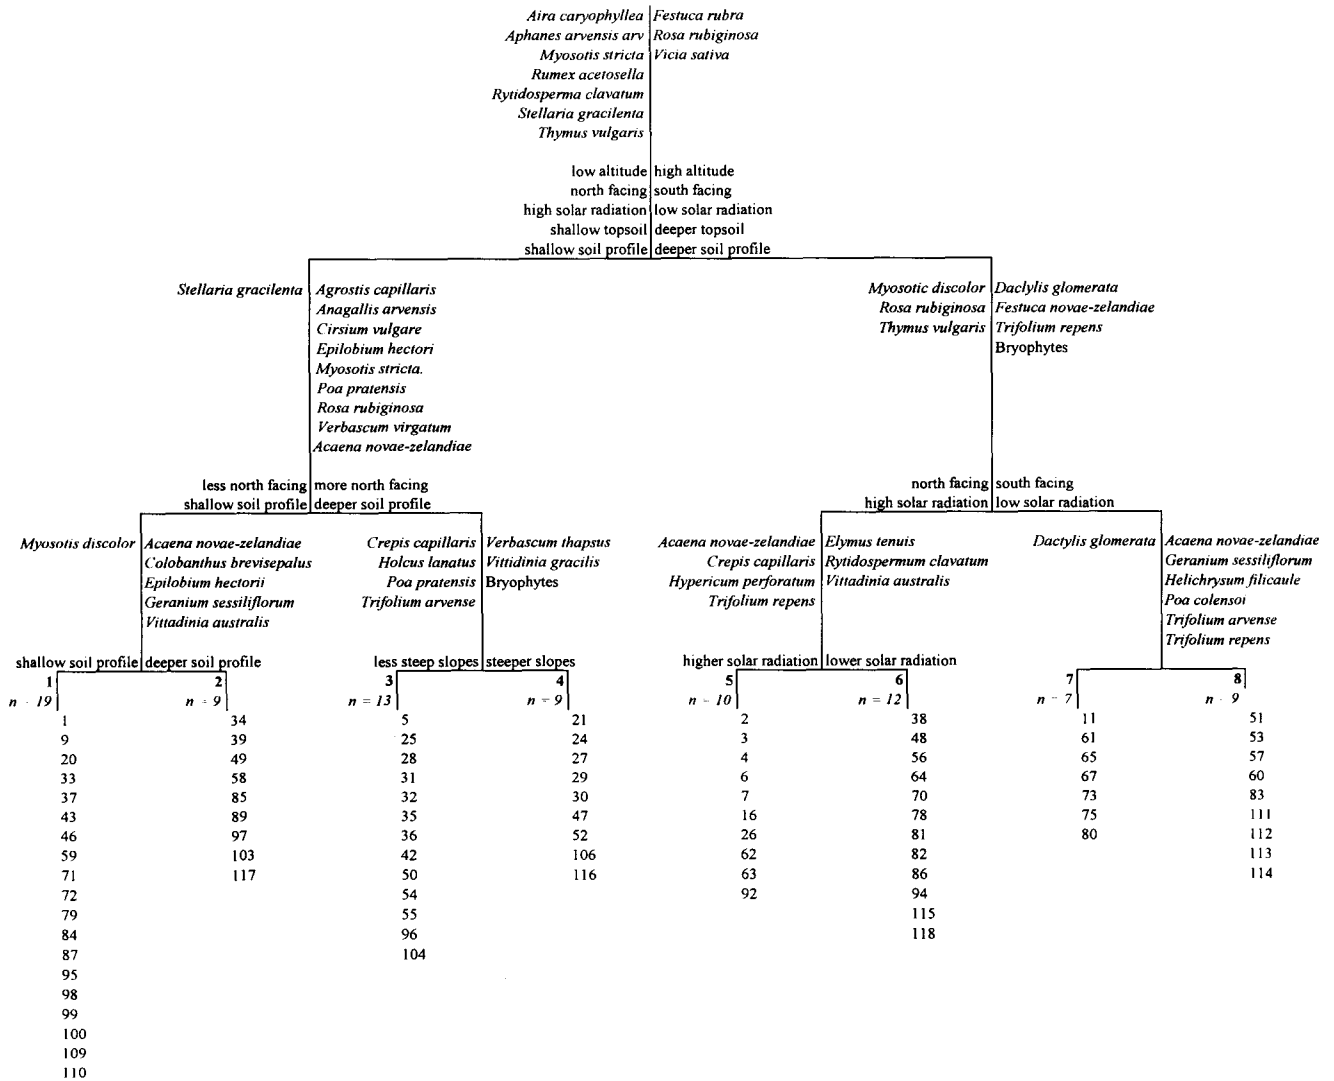 Aira caryophyllea Festuca rubra
Aphanes arvensis arv Rosa rubiginosa
Myosotis stricta Vicia sativa
Rumex acetosella
Rytidosperma clavatum
Stellaria gracilenta
Thymus vulgaris
low altitude high altitude
north facing south facing
high solar radiation low solar radiation
shallow topsoil deeper topsoil
shallow soil profile deeper soil profile
Stellaria gracilenta Agrostis capillaris
Anagallis arvensis
Cirsium vulgare
Epilobium hectori
Myosotis stricta.
Poa pratensis
Rosa rubiginosa
Verbascum virgatum
Acaena novae-zelandiae
less north facing more north facing
shallow soil profile deeper soil profile
Myosotic discolor Daclylis glomerata
Rosa rubiginosa Festuca novae-zelandiae
Thymus vulgaris Trifolium repens
Bryophytes
north facing south facing
high solar radiation low solar radiation
Myosotis discolor Acaena novae-zelandiae
Colobanthus brevisepalus
Epilobium hectorii
Geranium sessiliflorum
Vittadinia australis
shallow soil profile deeper soil profile
Crepis capillaris Verbascum thapsus
Holcus lanatus Vittidinia gracilis
Poa pratensis Bryophytes
Trifolium arvense
less steep slopes steeper slopes
Acaena novae-zelandiae Elymus tenuis
Crepis capillaris Rytidospermum clavatum
Hypericum perforatum Vittadinia australis
Trifolium repens
higher solar radiation lower solar radiation
Dactylis glomerata Acaena novae-zelandiae
Geranium sessiliflorum
Helichrysum filicaule
Poa colensoi
Trifolium arvense
Trifolium repens
1
n = 19
1
9
20
33
37
43
46
59
71
72
79
84
87
95
98
99
100
109
110
2
n = 9
34
39
49
58
85
89
97
103
117
3
n = 13
5
25
28
31
32
35
36
42
50
54
55
96
104
4
n = 9
21
24
27
29
30
47
52
106
116
5
n = 10
2
3
4
6
7
16
26
62
63
92
6
n = 12
38
48
56
64
70
78
81
82
86
94
115
118
7
n = 7
11
61
65
67
73
75
80
8
n = 9
51
53
57
60
83
111
112
113
114